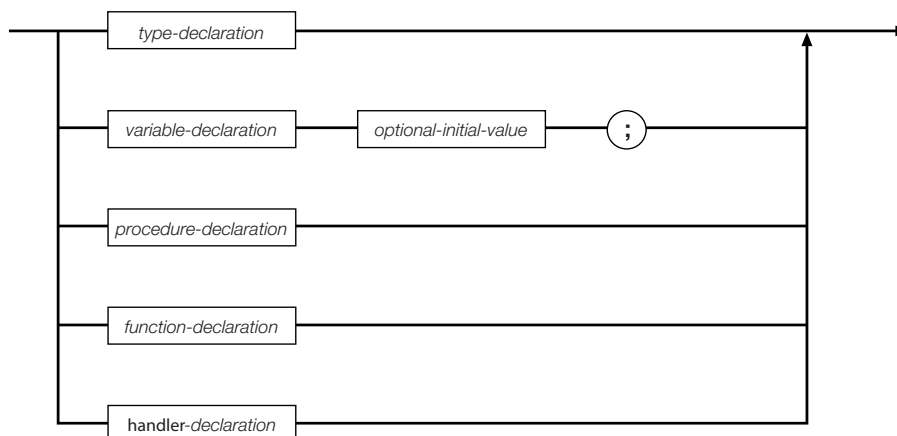 type-declaration
variable-declaration optional-initial-value ;
procedure-declaration
function-declaration
handler-declaration